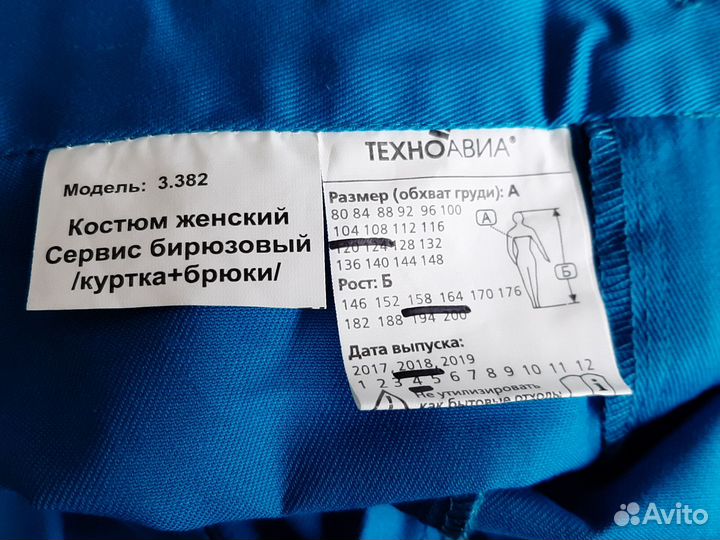 Модель: 3.382
Костюм женский
Сервис бирюзовый
/куртка+брюки/
ТЕХНОАВИА®
Размер (обхват груди): А
80 84 88 92 96 100
104 108 112 116
120 124 128 132
136 140 144 148
А
Б
Рост: Б
146 152 158 164 170 176
182 188 194 200
Дата выпуска:
2017, 2018, 2019
1 2 3 4 5 6 7 8 9 10 11 12
Не утилизировать
как бытовые отходы
Avito